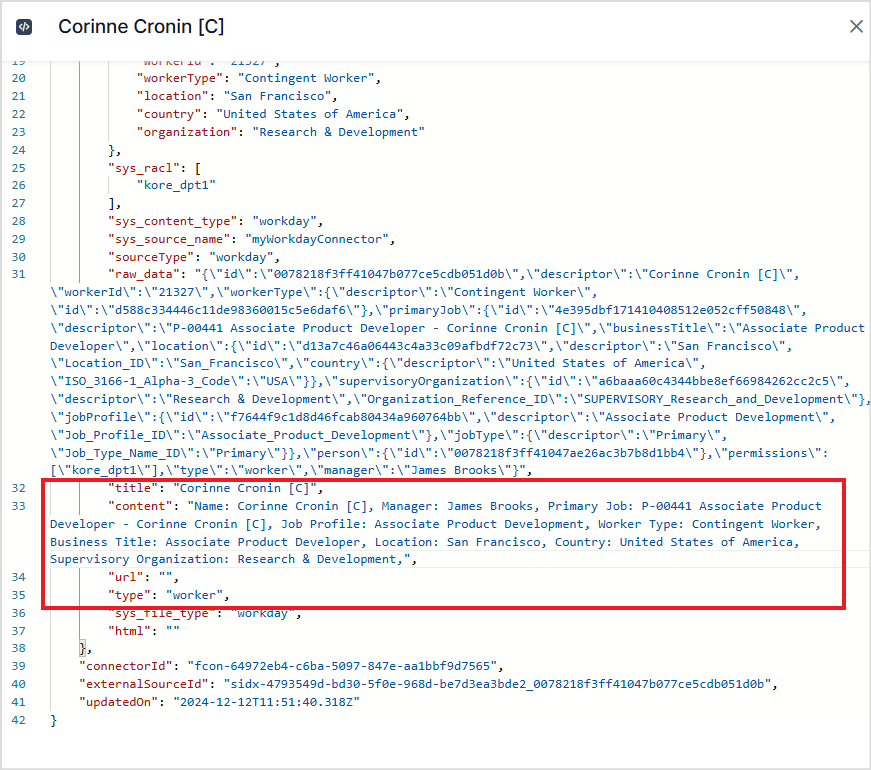 Corinne Cronin [C]
19 "workerId": "21327",
20 "workerType": "Contingent Worker",
21 "location": "San Francisco",
22 "country": "United States of America",
23 "organization": "Research & Development"
24 },
25 "sys_racl": [
26 "kore_dpt1"
27 ],
28 "sys_content_type": "workday",
29 "sys_source_name": "myWorkdayConnector",
30 "sourceType": "workday",
31 "raw_data": "{\"id\":\"0078218f3ff41047b077ce5cdb051d0b\",\"descriptor\":\"Corinne Cronin [C]\",
\"workerId\":\"21327\",\"workerType\":{\"descriptor\":\"Contingent Worker\",
\"id\":\"d588c334446c11de98360015c5e6daf6\"},\"primaryJob\":{\"id\":\"4e395dbf171410408512e052cff50848\",
\"descriptor\":\"P-00441 Associate Product Developer - Corinne Cronin [C]\",\"businessTitle\":\"Associate Product
Developer\",\"location\":{\"id\":\"d13a7c46a06443c4a33c09afbdf72c73\",\"descriptor\":\"San Francisco\",
\"Location_ID\":\"San_Francisco\",\"country\":{\"descriptor\":\"United States of America\",
\"ISO_3166-1_Alpha-3_Code\":\"USA\"}},\"supervisoryOrganization\":{\"id\":\"a6baaa60c4344bbe8ef66984262cc2c5\",
\"descriptor\":\"Research & Development\",\"Organization_Reference_ID\":\"SUPERVISORY_Research_and_Development\"},
\"jobProfile\":{\"id\":\"f7644f9c1d8d46fcab80434a960764bb\",\"descriptor\":\"Associate Product Development\",
\"Job_Profile_ID\":\"Associate_Product_Development\"},\"jobType\":{\"descriptor\":\"Primary\",
\"Job_Type_Name_ID\":\"Primary\"}},\"person\":{\"id\":\"0078218f3ff41047ae26ac3b7b8d1bb4\"},\"permissions\":
[\"kore_dpt1\"],\"type\":\"worker\",\"manager\":\"James Brooks\"}",
32 "title": "Corinne Cronin [C]",
33 "content": "Name: Corinne Cronin [C], Manager: James Brooks, Primary Job: P-00441 Associate Product
Developer - Corinne Cronin [C], Job Profile: Associate Product Development, Worker Type: Contingent Worker,
Business Title: Associate Product Developer, Location: San Francisco, Country: United States of America,
Supervisory Organization: Research & Development,",
34 "url": "",
35 "type": "worker",
36 "sys_file_type": "workday",
37 "html": ""
38 },
39 "connectorId": "fcon-64972eb4-c6ba-5097-847e-aa1bbf9d7565",
40 "externalSourceId": "sidx-4793549d-bd30-5f0e-968d-be7d3ea3bde2_0078218f3ff41047b077ce5cdb051d0b",
41 "updatedOn": "2024-12-12T11:51:40.318Z"
42 }